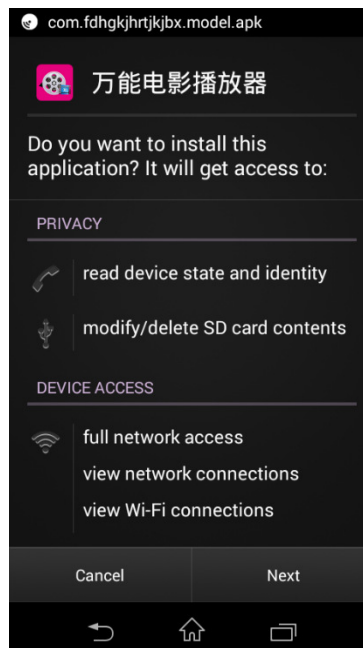 com.fdhgkjhrtjkjbx.model.apk
万能电影播放器
Do you want to install this
application? It will get access to:
PRIVACY
read device state and identity
modify/delete SD card contents
DEVICE ACCESS
full network access
view network connections
view Wi-Fi connections
Cancel
Next